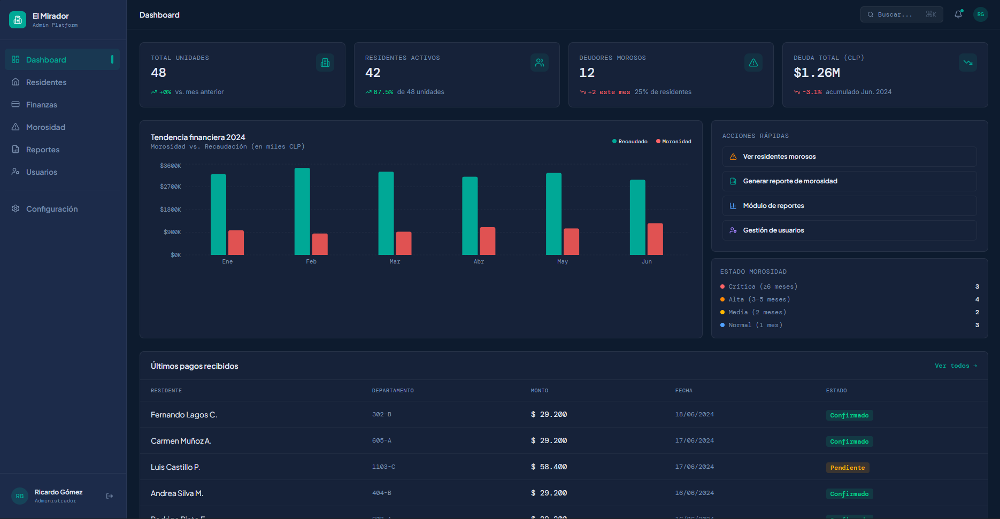 El Mirador
Admin Platform
Dashboard
Residentes
Finanzas
Morosidad
Reportes
Usuarios
Configuración
RG
Ricardo Gómez
Administrador
Dashboard
Buscar...
⌘K
RG
TOTAL UNIDADES
48
+0% vs. mes anterior
RESIDENTES ACTIVOS
42
87.5% de 48 unidades
DEUDORES MOROSOS
12
+2 este mes 25% de residentes
DEUDA TOTAL (CLP)
$1.26M
-3.1% acumulado Jun. 2024
Tendencia financiera 2024
Morosidad vs. Recaudación (en miles CLP)
Recaudado Morosidad
$3600K
$2700K
$1800K
$900K
$0K
Ene Feb Mar Abr May Jun
ACCIONES RÁPIDAS
Ver residentes morosos
Generar reporte de morosidad
Módulo de reportes
Gestión de usuarios
ESTADO MOROSIDAD
Crítica (≥6 meses) 3
Alta (3-5 meses) 4
Media (2 meses) 2
Normal (1 mes) 3
Últimos pagos recibidos
Ver todos →
RESIDENTE DEPARTAMENTO MONTO FECHA ESTADO
Fernando Lagos C. 302-B $ 29.200 18/06/2024 Confirmado
Carmen Muñoz A. 605-A $ 29.200 17/06/2024 Confirmado
Luis Castillo P. 1103-C $ 58.400 17/06/2024 Pendiente
Andrea Silva M. 404-B $ 29.200 16/06/2024 Confirmado